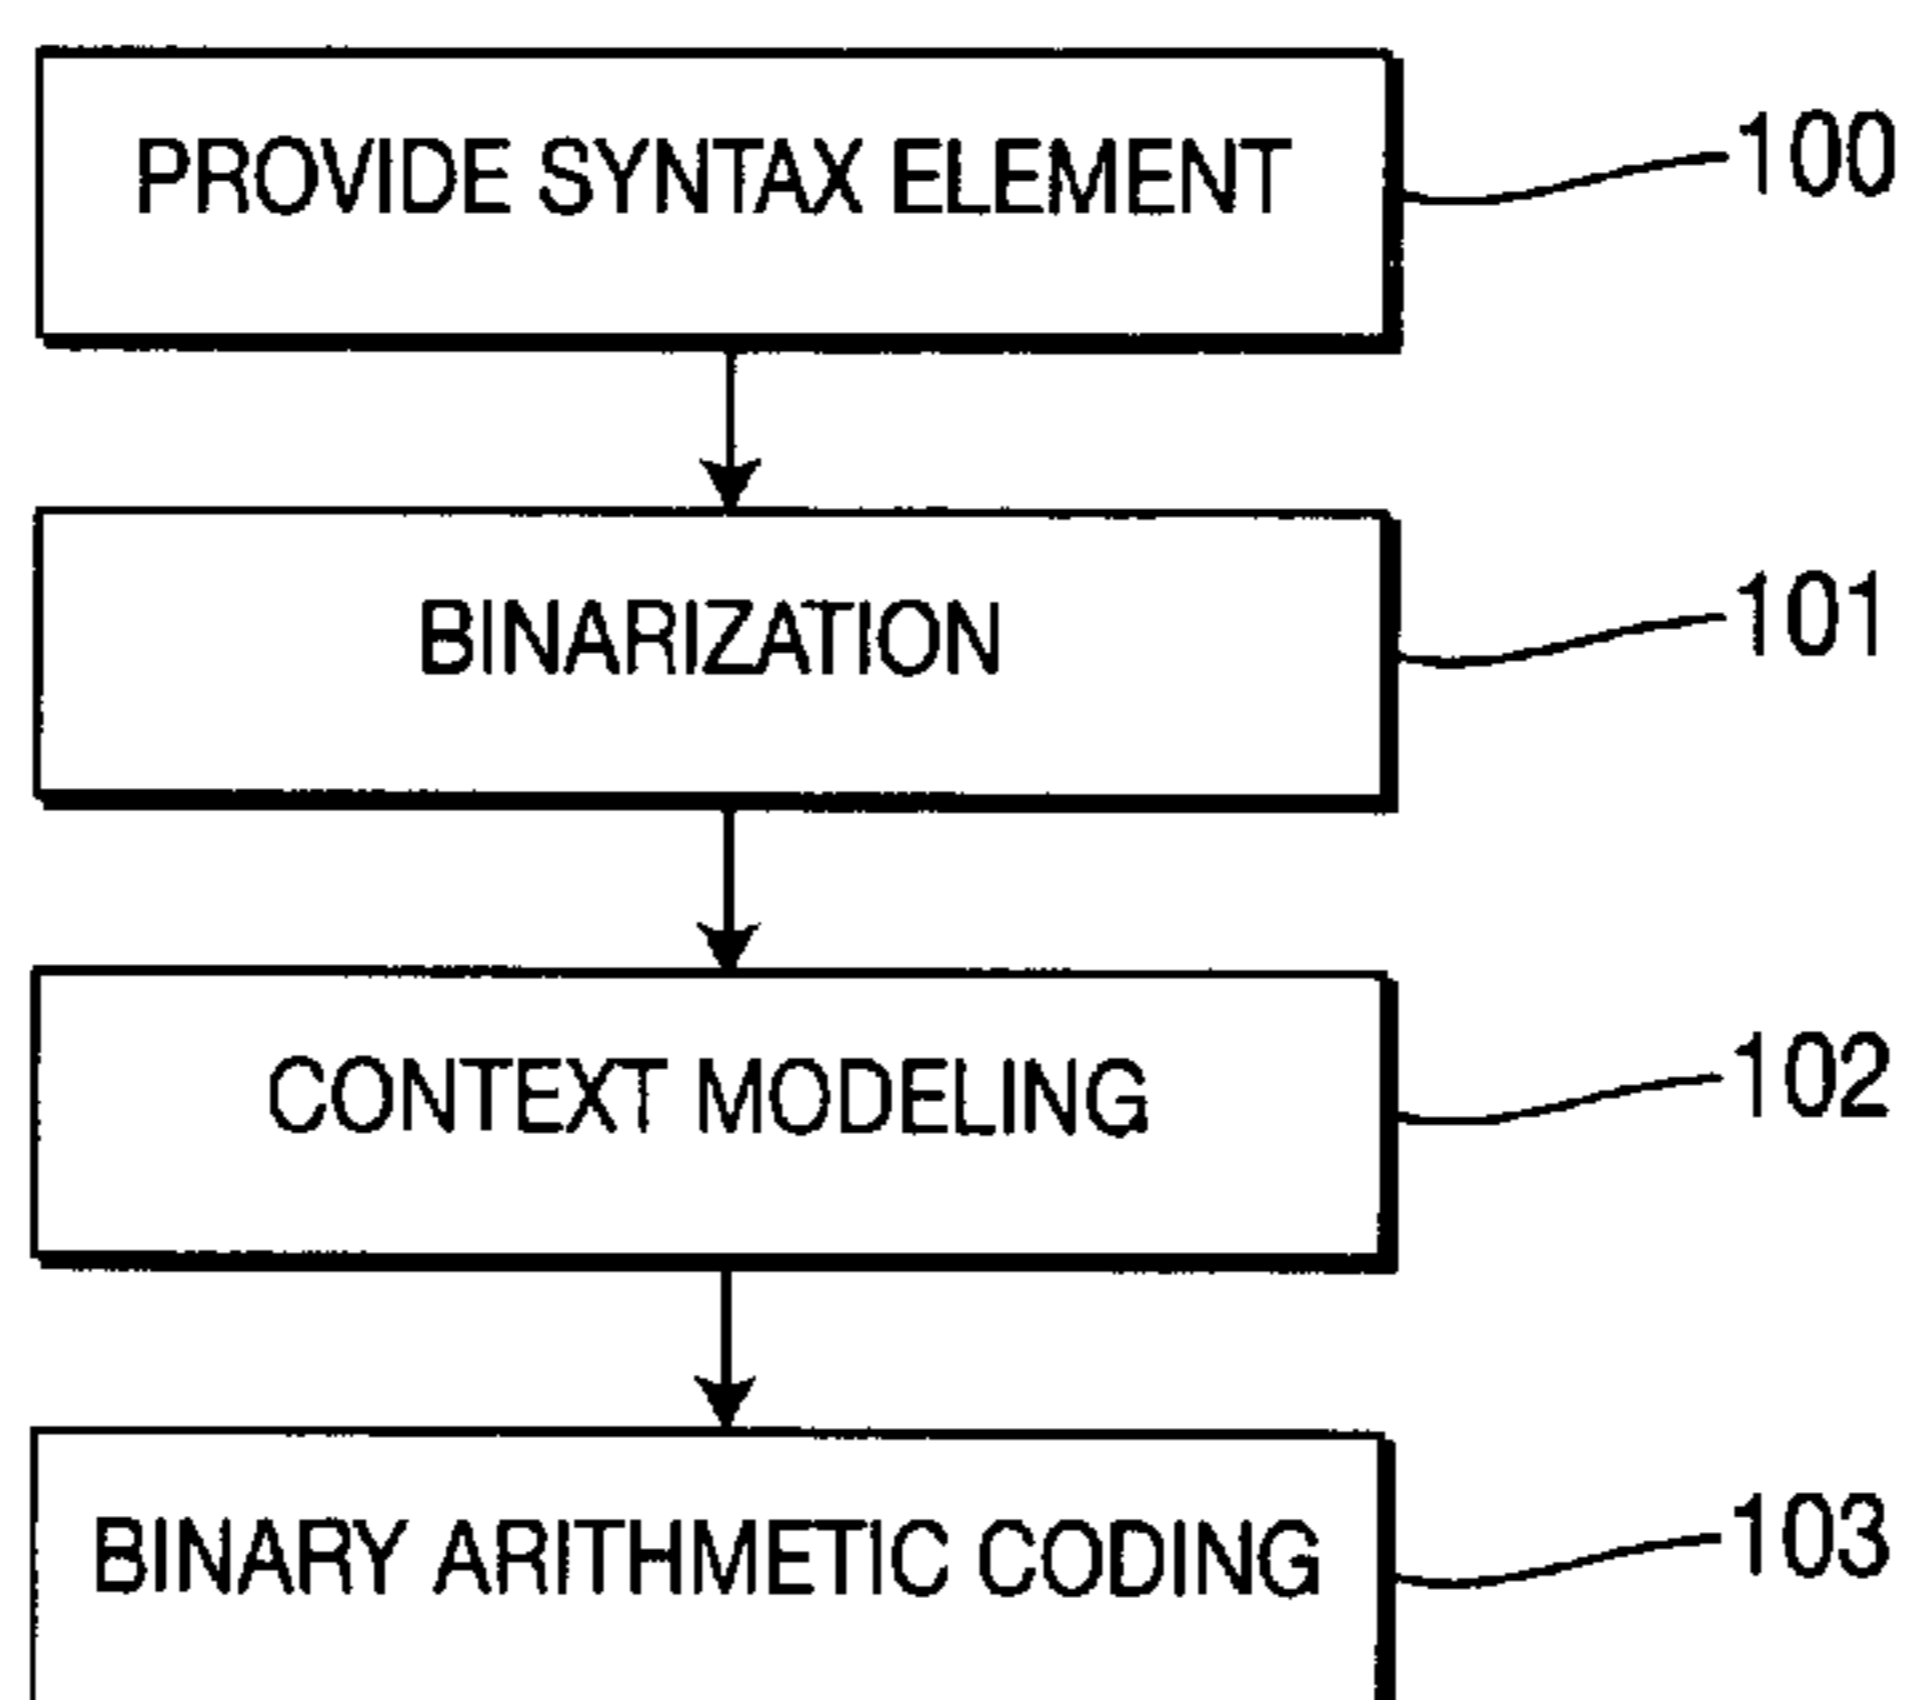 PROVIDE SYNTAX ELEMENT
100
BINARIZATION
101
CONTEXT MODELING
102
BINARY ARITHMETIC CODING
103